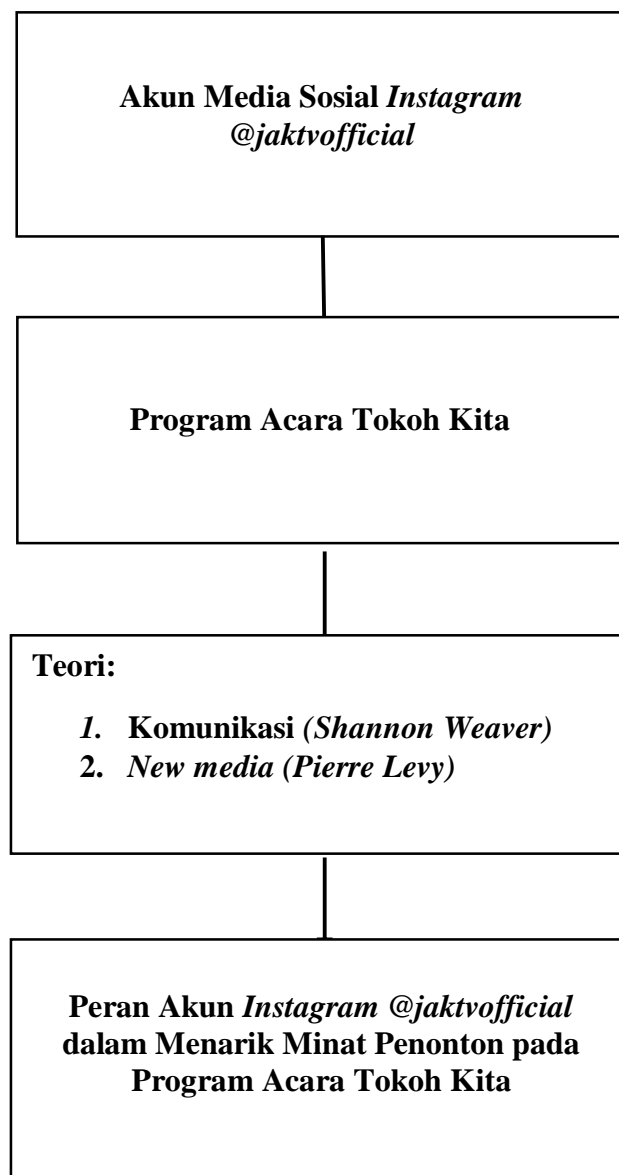 Akun Media Sosial Instagram
@jaktvofficial
Program Acara Tokoh Kita
Teori:
1. Komunikasi (Shannon Weaver)
2. New media (Pierre Levy)
Peran Akun Instagram @jaktvofficial
dalam Menarik Minat Penonton pada
Program Acara Tokoh Kita